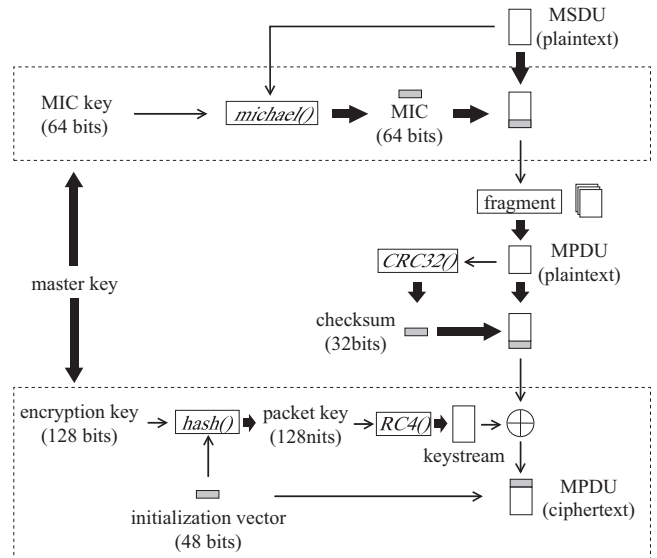 MSDU
(plaintext)
MIC key
(64 bits)
michael()
MIC
(64 bits)
fragment
MPDU
(plaintext)
CRC32()
master key
checksum
(32bits)
encryption key
(128 bits)
hash()
packet key
(128nits)
RC4()
keystream
initialization vector
(48 bits)
MPDU
(ciphertext)